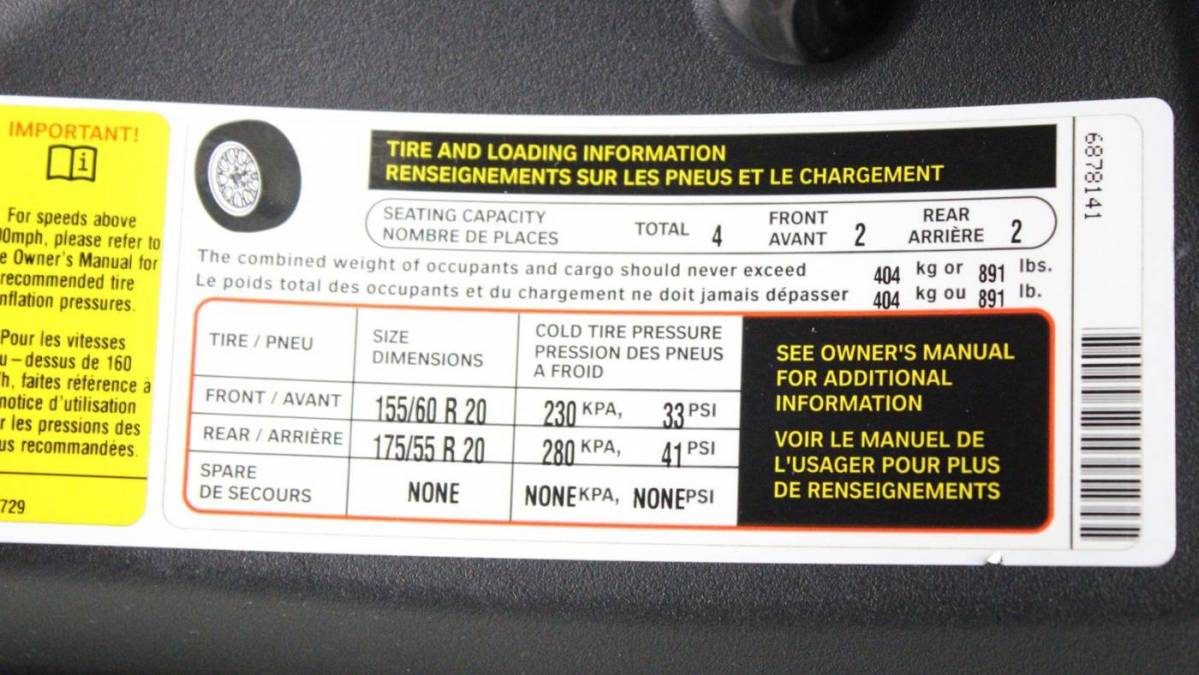 IMPORTANT!
i
For speeds above
00mph, please refer to
e Owner's Manual for
recommended tire
nflation pressures.
Pour les vitesses
u-dessus de 160
/h, faites référence à
notice d'utilisation
r les pressions des
us recommandées.
729
TIRE AND LOADING INFORMATION
RENSEIGNEMENTS SUR LES PNEUS ET LE CHARGEMENT
SEATING CAPACITY
NOMBRE DE PLACES
TOTAL 4
FRONT
AVANT 2
REAR
ARRIÈRE 2
The combined weight of occupants and cargo should never exceed 404 kg or 891 lbs.
Le poids total des occupants et du chargement ne doit jamais dépasser 404 kg ou 891 lb.
TIRE / PNEU
SIZE
DIMENSIONS
COLD TIRE PRESSURE
PRESSION DES PNEUS
A FROID
FRONT / AVANT 155/60 R 20 230 KPA, 33 PSI
REAR / ARRIÈRE 175/55 R 20 280 KPA, 41 PSI
SPARE
DE SECOURS NONE NONE KPA, NONE PSI
SEE OWNER'S MANUAL
FOR ADDITIONAL
INFORMATION
VOIR LE MANUEL DE
L'USAGER POUR PLUS
DE RENSEIGNEMENTS
6878141